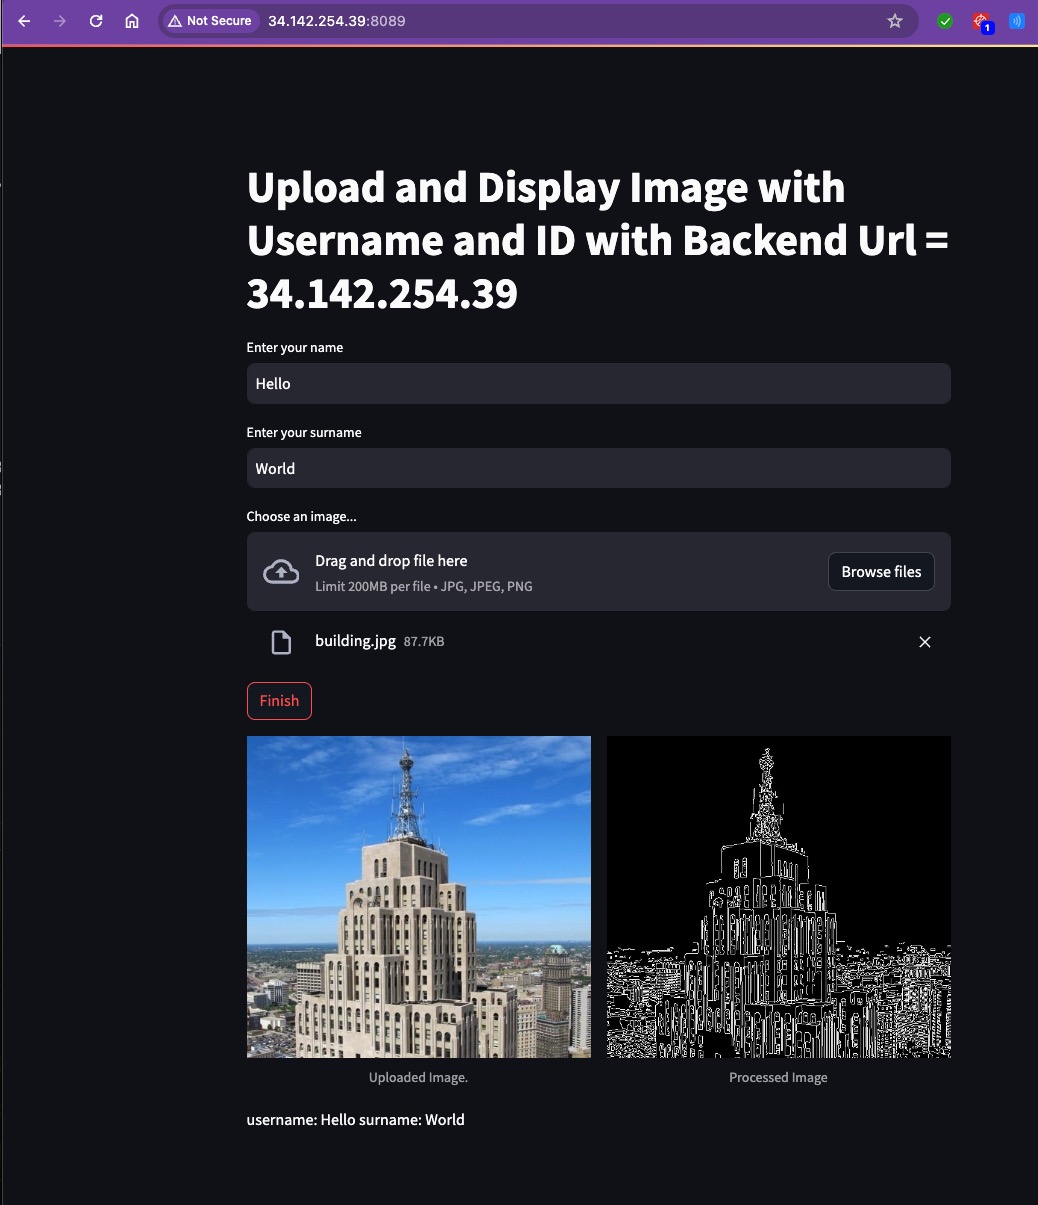 Not Secure 34.142.254.39:8089
1
Upload and Display Image with
Username and ID with Backend Url =
34.142.254.39
Enter your name
Hello
Enter your surname
World
Choose an image...
Drag and drop file here
Limit 200MB per file • JPG, JPEG, PNG
Browse files
building.jpg 87.7KB
Finish
Uploaded Image.
Processed Image
username: Hello surname: World